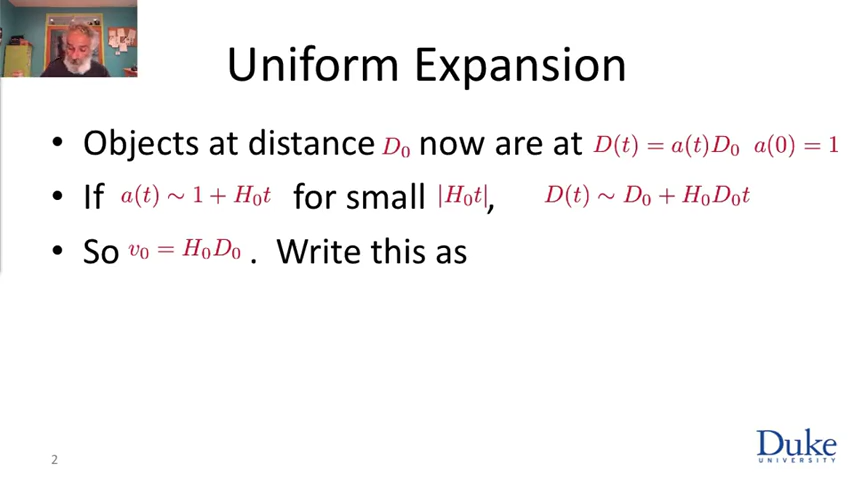 Uniform Expansion
• Objects at distance D₀ now are at D(t) = a(t)D₀ a(0) = 1
• If a(t) ∼ 1 + H₀t for small |H₀t|, D(t) ∼ D₀ + H₀D₀t
• So v₀ = H₀D₀ . Write this as
2
Duke
UNIVERSITY